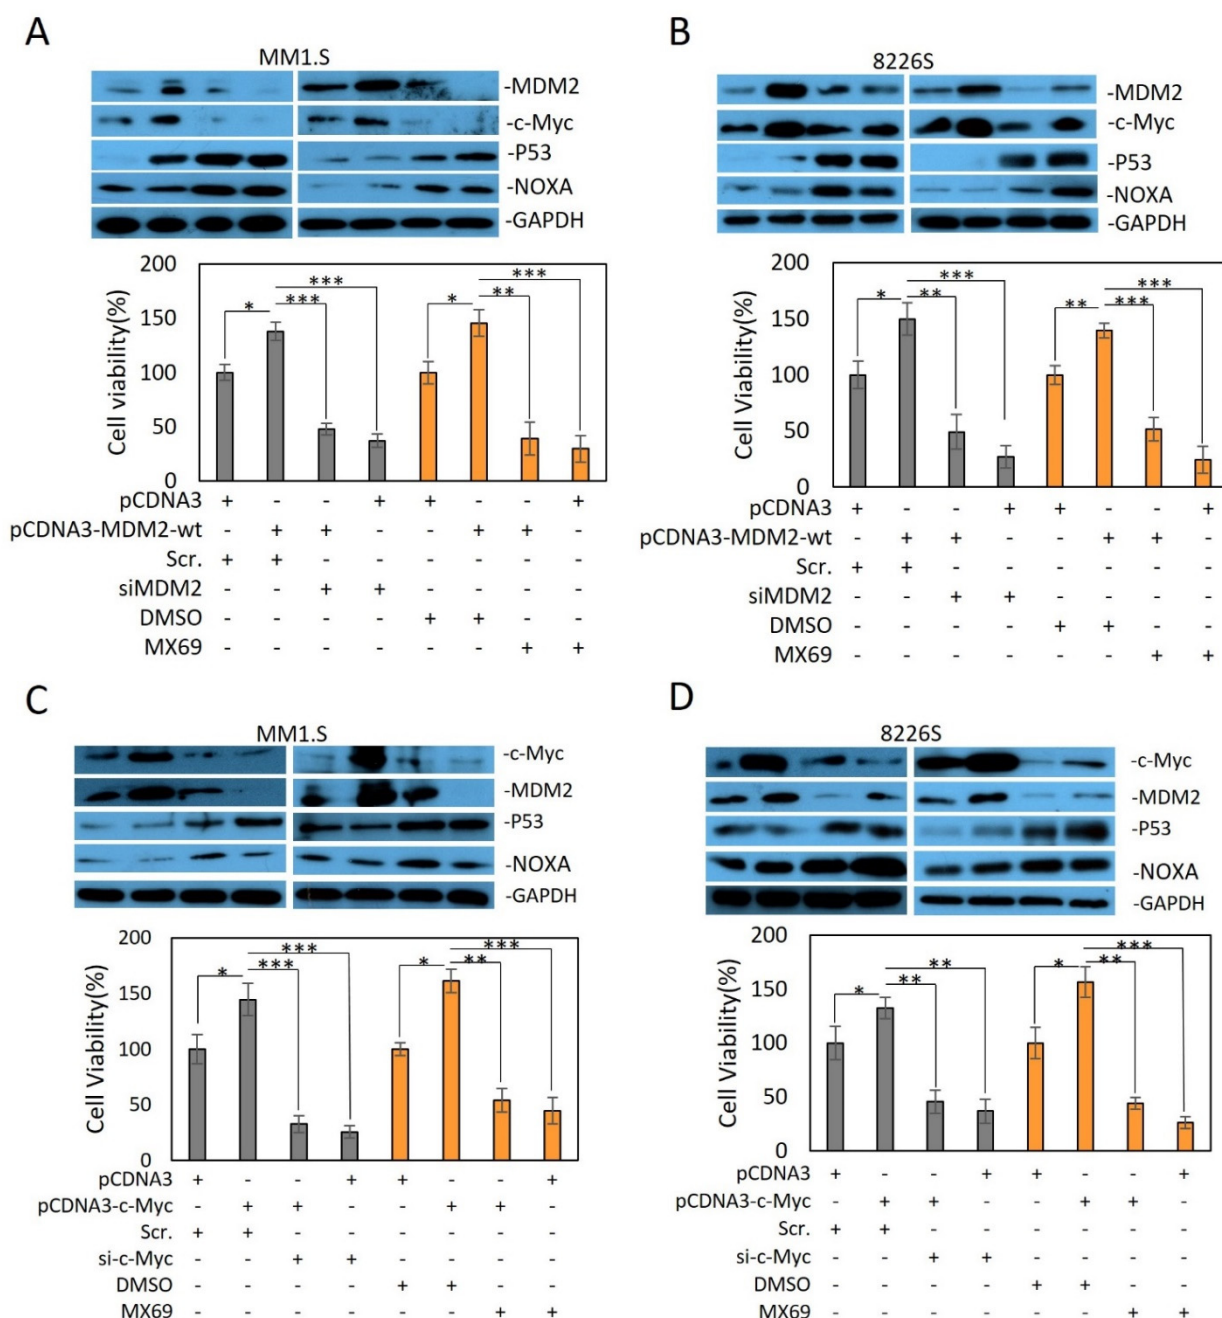 A
MM1.S
-MDM2
-c-Myc
-P53
-NOXA
-GAPDH
Cell viability(%)
200
150
100
50
0
* *** *** * ** ***
pCDNA3 + - - + + - - +
pCDNA3-MDM2-wt - + + - - + + -
Scr. + + - - - - - -
siMDM2 - - + + - - - -
DMSO - - - - + + - -
MX69 - - - - - - + +
B
8226S
-MDM2
-c-Myc
-P53
-NOXA
-GAPDH
Cell Viability(%)
200
150
100
50
0
* ** *** ** *** ***
pCDNA3 + - - + + - - +
pCDNA3-MDM2-wt - + + - - + + -
Scr. + + - - - - - -
siMDM2 - - + + - - - -
DMSO - - - - + + - -
MX69 - - - - - - + +
C
MM1.S
-c-Myc
-MDM2
-P53
-NOXA
-GAPDH
Cell Viability(%)
200
150
100
50
0
* *** *** * ** ***
pCDNA3 + - - + + - - +
pCDNA3-c-Myc - + + - - + + -
Scr. + + - - - - - -
si-c-Myc - - + + - - - -
DMSO - - - - + + - -
MX69 - - - - - - + +
D
8226S
-c-Myc
-MDM2
-P53
-NOXA
-GAPDH
Cell Viability(%)
200
150
100
50
0
* ** ** * ** ***
pCDNA3 + - - + + - - +
pCDNA3-c-Myc - + + - - + + -
Scr. + + - - - - - -
si-c-Myc - - + + - - - -
DMSO - - - - + + - -
MX69 - - - - - - + +